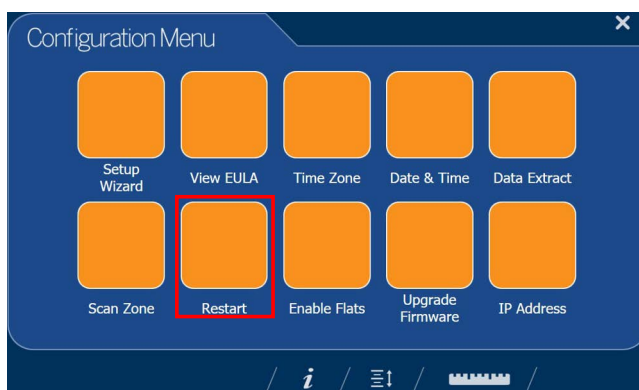 Configuration Menu
Setup
Wizard
View EULA
Time Zone
Date & Time
Data Extract
Scan Zone
Restart
Enable Flats
Upgrade
Firmware
IP Address